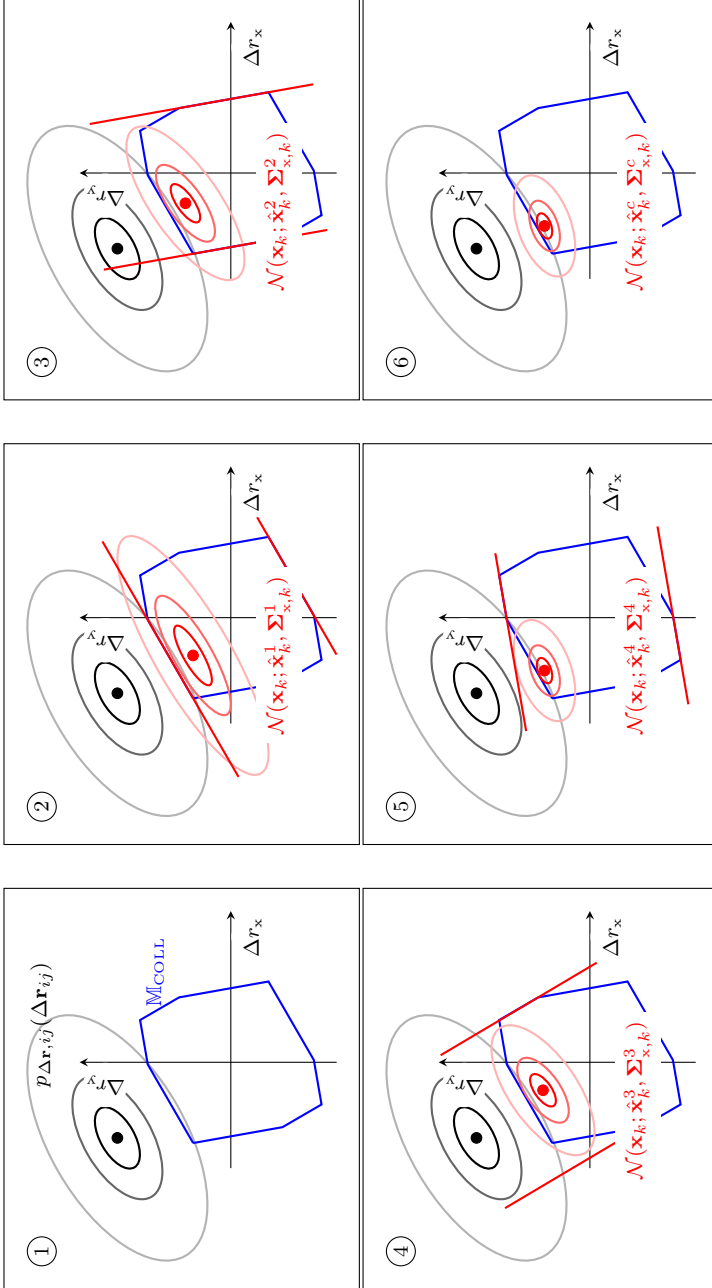 ①
p_{Δr,ij}(Δr_{ij})
Δr_y
𝕄_COLL
Δr_x
②
Δr_y
Δr_x
𝒩(x_k; x̂_k^1, Σ_{x,k}^1)
③
Δr_y
Δr_x
𝒩(x_k; x̂_k^2, Σ_{x,k}^2)
④
Δr_y
Δr_x
𝒩(x_k; x̂_k^3, Σ_{x,k}^3)
⑤
Δr_y
Δr_x
𝒩(x_k; x̂_k^4, Σ_{x,k}^4)
⑥
Δr_y
Δr_x
𝒩(x_k; x̂_k^c, Σ_{x,k}^c)